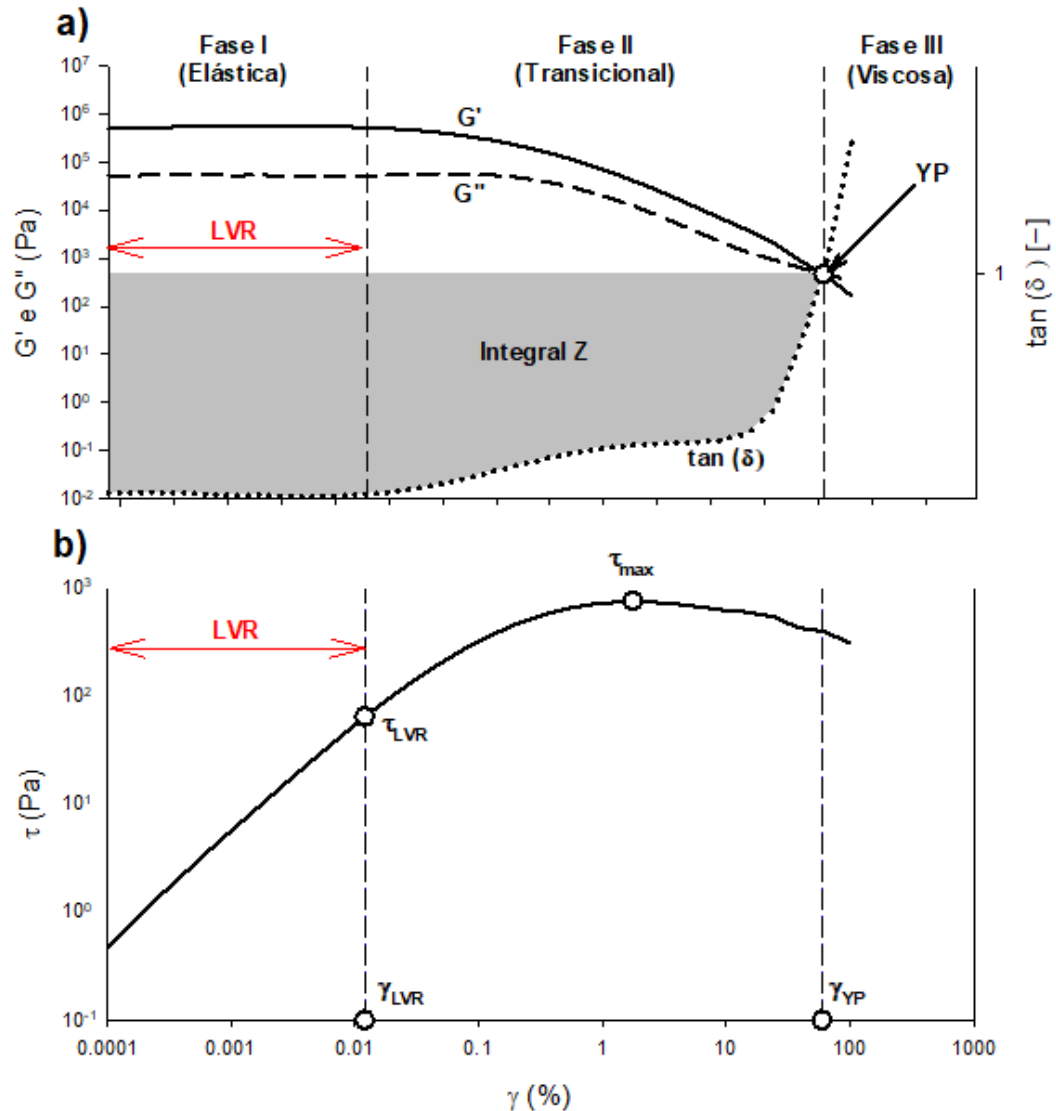 a)
Fase I
(Elástica)
Fase II
(Transicional)
Fase III
(Viscosa)
G' e G" (Pa)
10⁷
10⁶
10⁵
10⁴
10³
10²
10¹
10⁰
10⁻¹
10⁻²
G'
G"
LVR
YP
Integral Z
tan (δ)
1
tan (δ ) [−]
b)
τ (Pa)
10³
10²
10¹
10⁰
10⁻¹
LVR
τmax
τLVR
γLVR
γYP
0.0001 0.001 0.01 0.1 1 10 100 1000
γ (%)